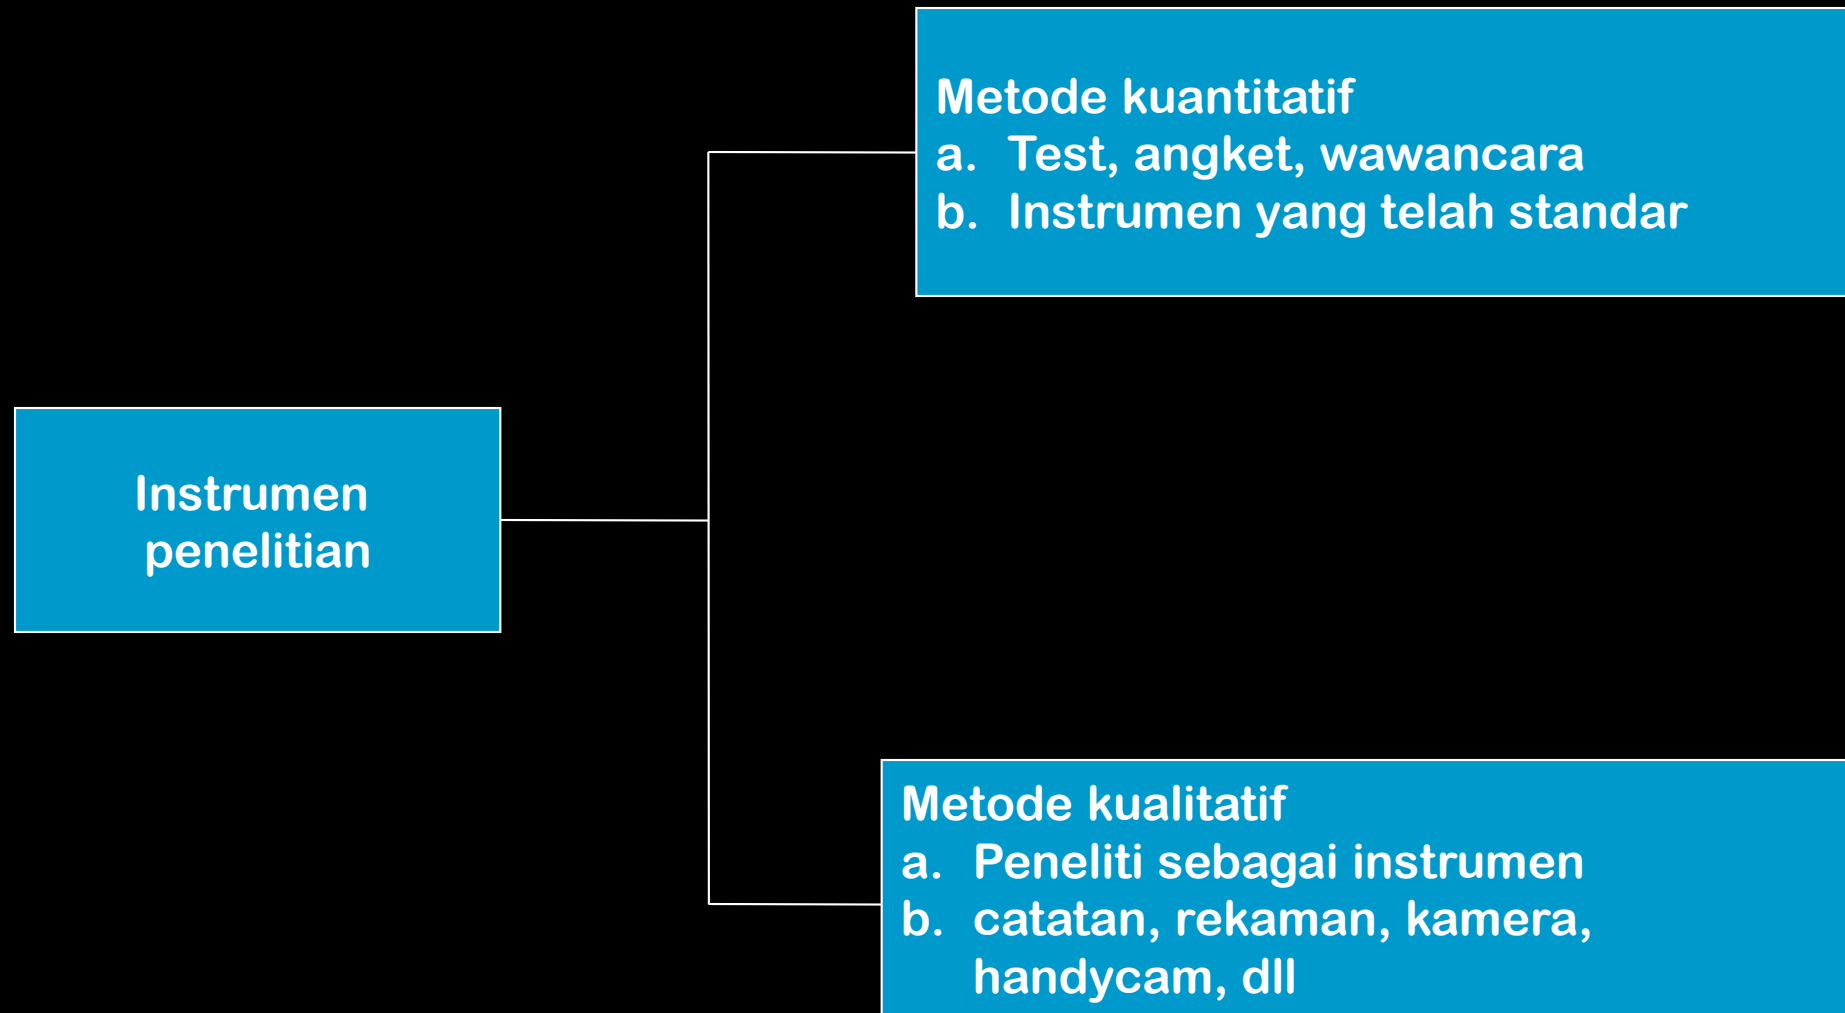 Metode kuantitatif
a. Test, angket, wawancara
b. Instrumen yang telah standar
Instrumen
penelitian
Metode kualitatif
a. Peneliti sebagai instrumen
b. catatan, rekaman, kamera,
handycam, dll